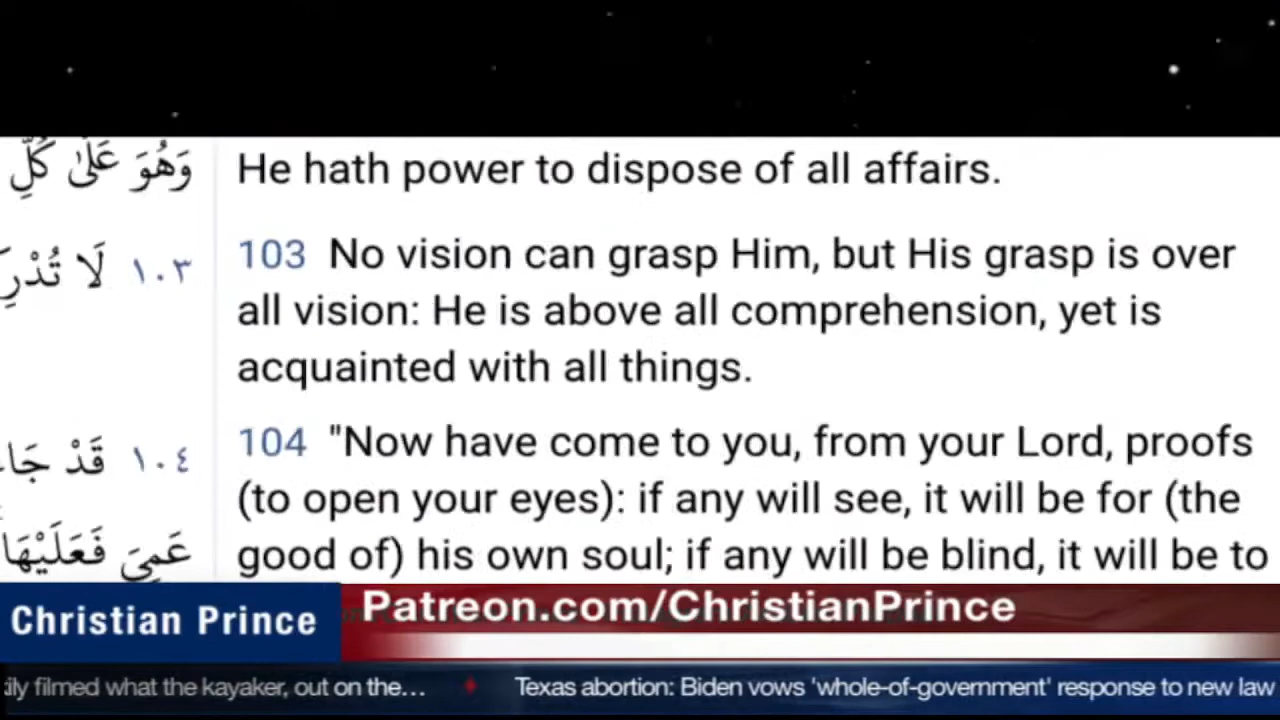 He hath power to dispose of all affairs.
وَهُوَ عَلَىٰ كُلِّ
103 No vision can grasp Him, but His grasp is over
١٠٣ لَا
all vision: He is above all comprehension, yet is
acquainted with all things.
104 "Now have come to you, from your Lord, proofs
١٠٤ قَدْ
(to open your eyes): if any will see, it will be for (the
good of) his own soul; if any will be blind, it will be to
عَمِيَ فَعَلَيْهَا
Christian Prince
Patreon.com/ChristianPrince
filmed what the kayaker, out on the...
Texas abortion: Biden vows 'whole-of-government' response to new law